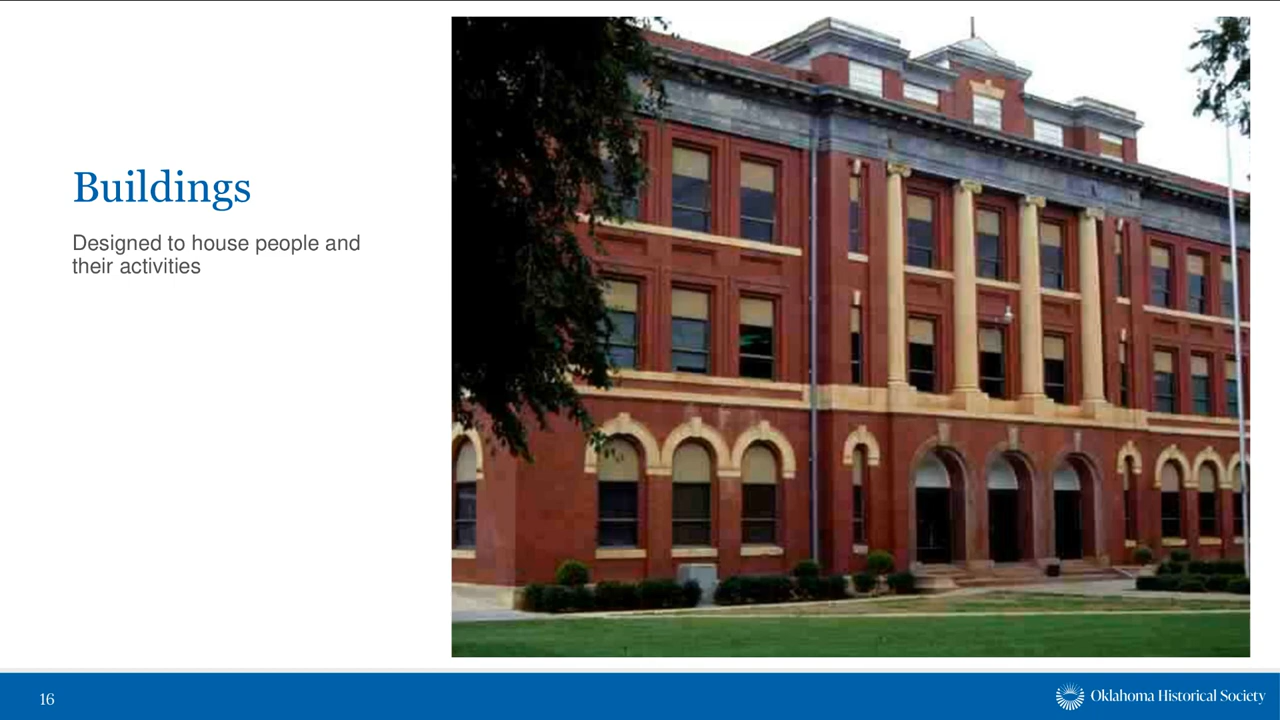 Buildings
Designed to house people and
their activities
16
Oklahoma Historical Society